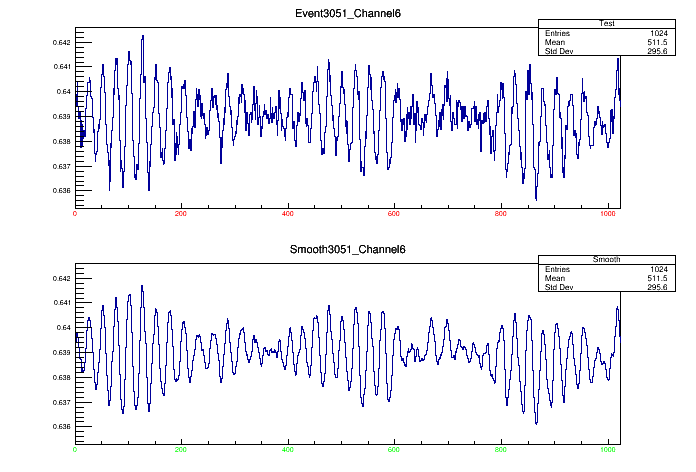 Event3051_Channel6
Test
Entries 1024
Mean 511.5
Std Dev 295.6
0.642
0.641
0.64
0.639
0.638
0.637
0.636
0 200 400 600 800 1000
Smooth3051_Channel6
Smooth
Entries 1024
Mean 511.5
Std Dev 295.6
0.642
0.641
0.64
0.639
0.638
0.637
0.636
0 200 400 600 800 1000